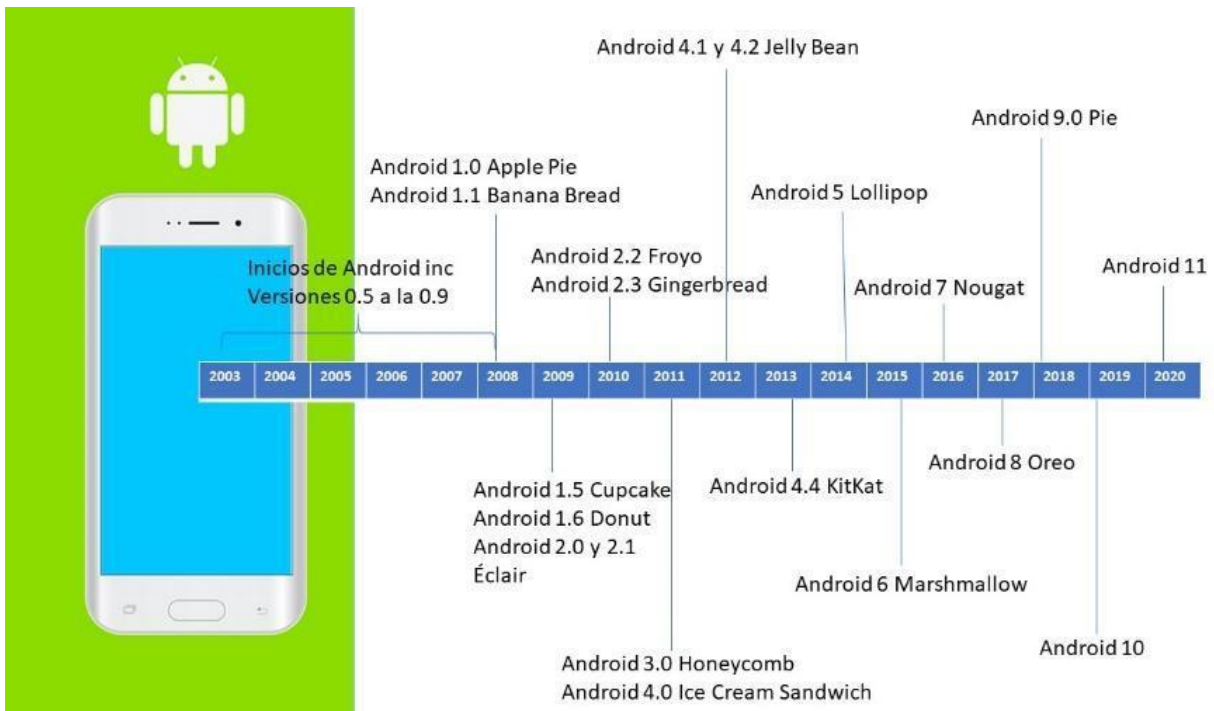 Android 4.1 y 4.2 Jelly Bean
Android 9.0 Pie
Android 1.0 Apple Pie
Android 1.1 Banana Bread
Android 5 Lollipop
Inicios de Android inc
Versiones 0.5 a la 0.9
Android 2.2 Froyo
Android 2.3 Gingerbread
Android 7 Nougat
Android 11
2003 2004 2005 2006 2007 2008 2009 2010 2011 2012 2013 2014 2015 2016 2017 2018 2019 2020
Android 1.5 Cupcake
Android 1.6 Donut
Android 2.0 y 2.1
Éclair
Android 4.4 KitKat
Android 8 Oreo
Android 6 Marshmallow
Android 3.0 Honeycomb
Android 4.0 Ice Cream Sandwich
Android 10